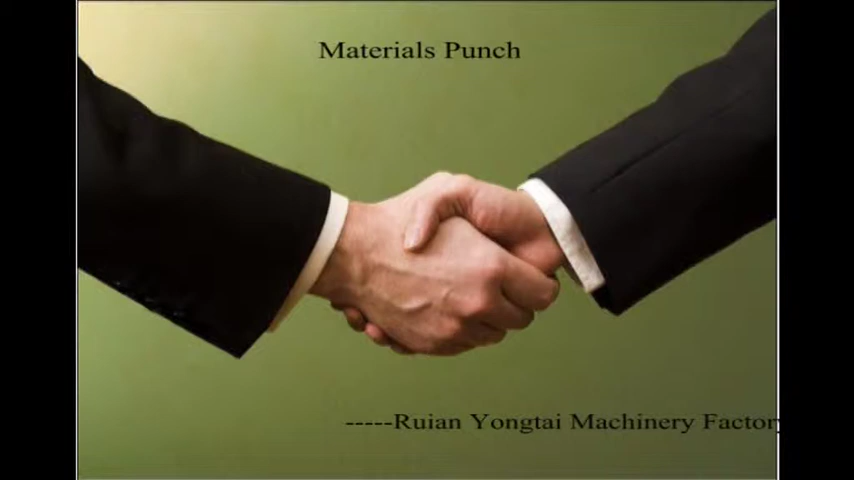 Materials Punch
-----Ruian Yongtai Machinery Factory